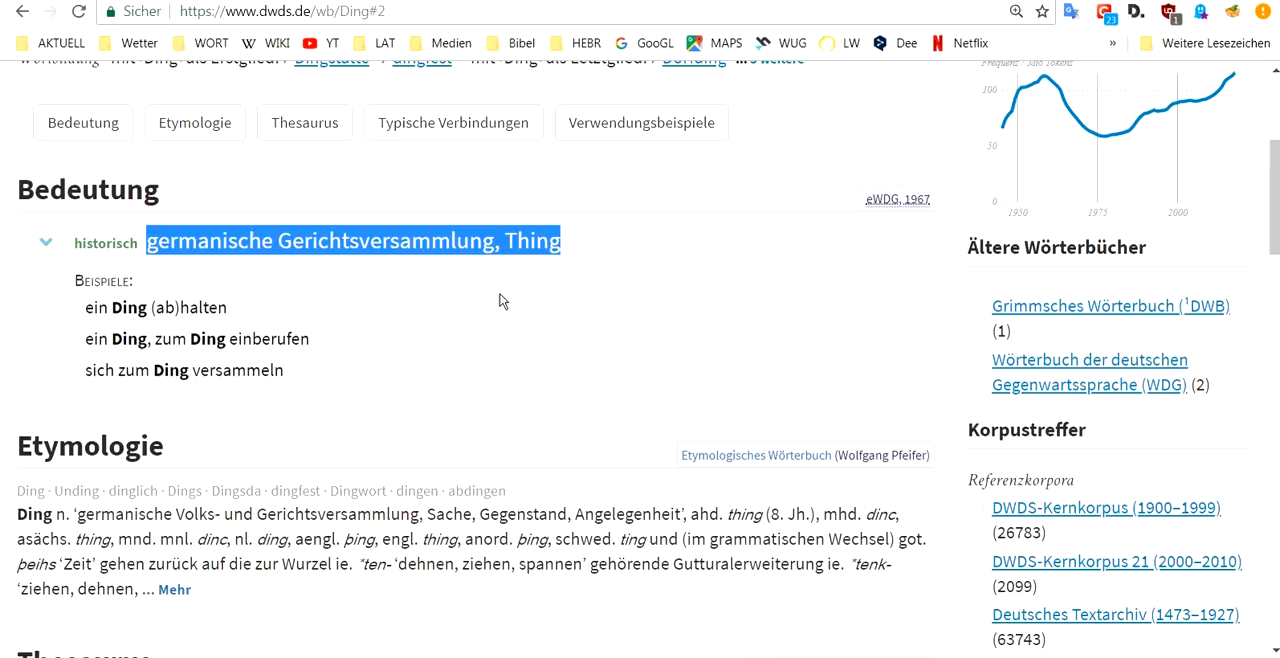 Sicher https://www.dwds.de/wb/Ding#2
23 D. 1
AKTUELL Wetter WORT WIKI YT LAT Medien Bibel HEBR GooGL MAPS WUG LW Dee Netflix » Weitere Lesezeichen
Bedeutung Etymologie Thesaurus Typische Verbindungen Verwendungsbeispiele
Bedeutung
eWDG, 1967
historisch germanische Gerichtsversammlung, Thing
Beispiele:
ein Ding (ab)halten
ein Ding, zum Ding einberufen
sich zum Ding versammeln
Etymologie
Etymologisches Wörterbuch (Wolfgang Pfeifer)
Ding · Unding · dinglich · Dings · Dingsda · dingfest · Dingwort · dingen · abdingen
Ding n. ‘germanische Volks- und Gerichtsversammlung, Sache, Gegenstand, Angelegenheit’, ahd. thing (8. Jh.), mhd. dinc,
asächs. thing, mnd. mnl. dinc, nl. ding, aengl. þing, engl. thing, anord. þing, schwed. ting und (im grammatischen Wechsel) got.
þeihs ‘Zeit’ gehen zurück auf die zur Wurzel ie. *ten- ‘dehnen, ziehen, spannen’ gehörende Gutturalerweiterung ie. *tenk-
‘ziehen, dehnen, ... Mehr
100
50
0
1950 1975 2000
Ältere Wörterbücher
Grimmsches Wörterbuch (¹DWB)
(1)
Wörterbuch der deutschen
Gegenwartssprache (WDG) (2)
Korpustreffer
Referenzkorpora
DWDS-Kernkorpus (1900–1999)
(26783)
DWDS-Kernkorpus 21 (2000–2010)
(2099)
Deutsches Textarchiv (1473–1927)
(63743)